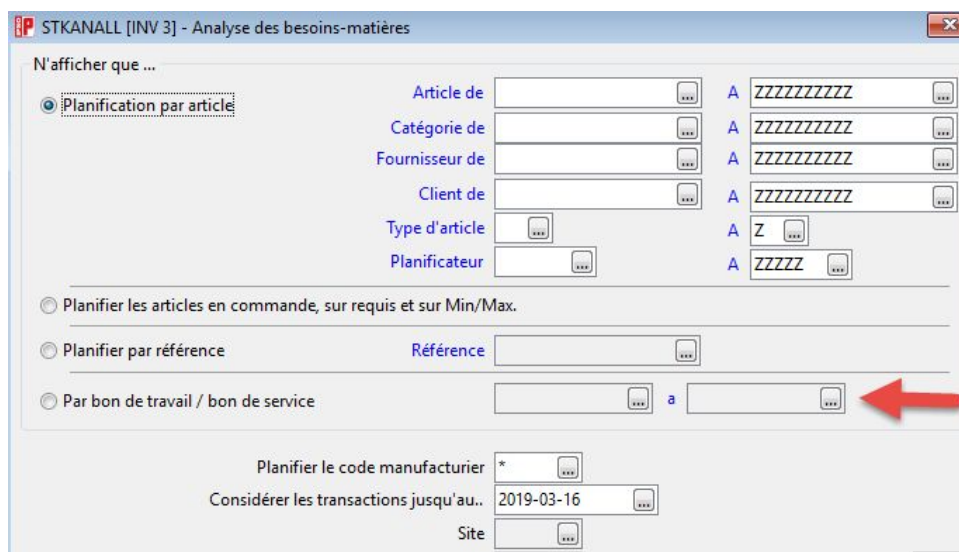 STKANALL [INV 3] - Analyse des besoins-matières
N'afficher que ...
Planification par article
Article de ... A ZZZZZZZZZZ ...
Catégorie de ... A ZZZZZZZZZZ ...
Fournisseur de ... A ZZZZZZZZZZ ...
Client de ... A ZZZZZZZZZZ ...
Type d'article ... A Z ...
Planificateur ... A ZZZZZ ...
Planifier les articles en commande, sur requis et sur Min/Max.
Planifier par référence Référence ...
Par bon de travail / bon de service ... a ...
Planifier le code manufacturier * ...
Considérer les transactions jusqu'au.. 2019-03-16 ...
Site ...